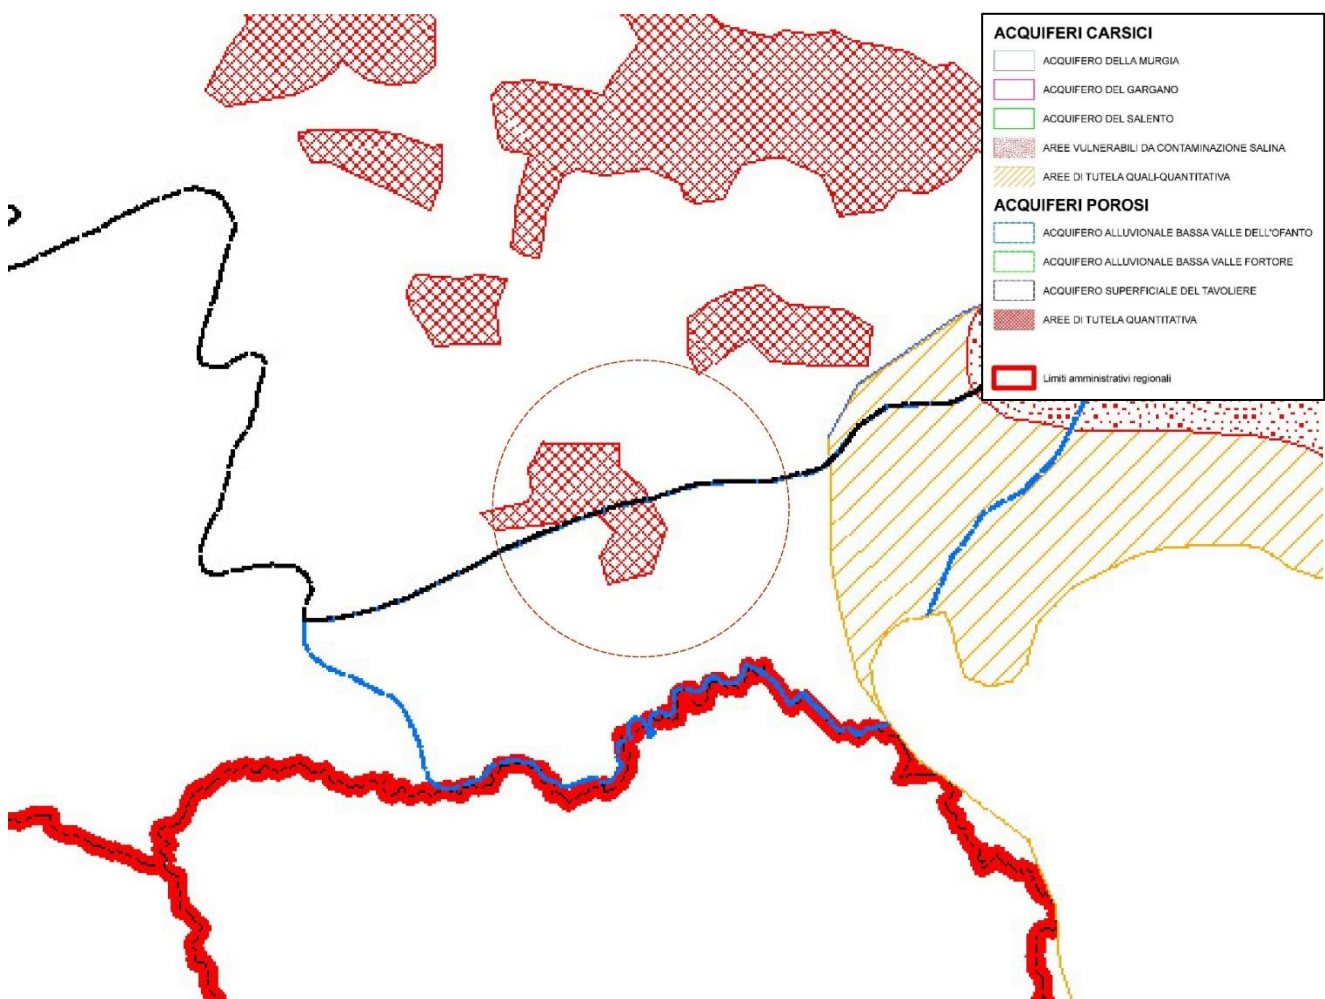 ACQUIFERI CARSICI
ACQUIFERO DELLA MURGIA
ACQUIFERO DEL GARGANO
ACQUIFERO DEL SALENTO
AREE VULNERABILI DA CONTAMINAZIONE SALINA
AREE DI TUTELA QUALI-QUANTITATIVA
ACQUIFERI POROSI
ACQUIFERO ALLUVIONALE BASSA VALLE DELL'OFANTO
ACQUIFERO ALLUVIONALE BASSA VALLE FORTORE
ACQUIFERO SUPERFICIALE DEL TAVOLIERE
AREE DI TUTELA QUANTITATIVA
Limiti amministrativi regionali